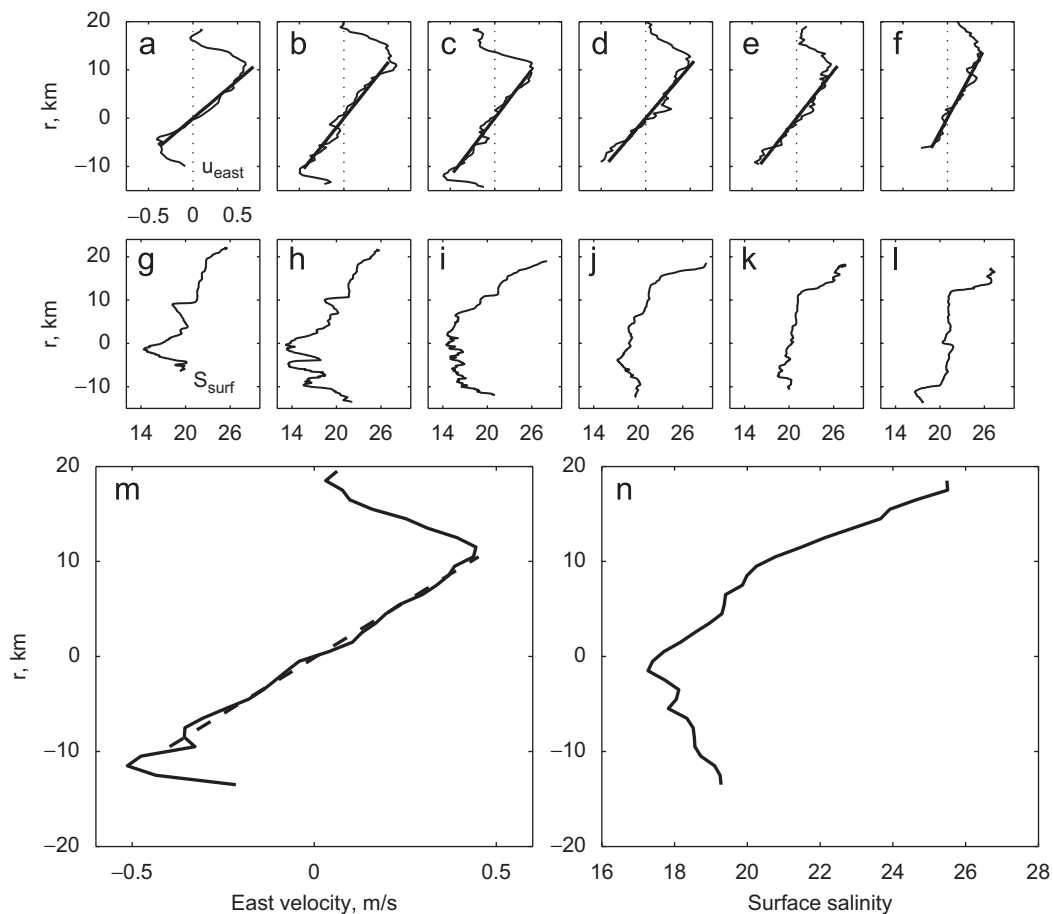 a b c d e f
20
10
0
−10
r, km
u_east
−0.5 0 0.5
g h i j k l
20
10
0
−10
r, km
S_surf
14 20 26 14 20 26 14 20 26 14 20 26 14 20 26 14 20 26
m n
20 20
10 10
0 0
−10 −10
−20 −20
r, km
−0.5 0 0.5 16 18 20 22 24 26 28
East velocity, m/s Surface salinity